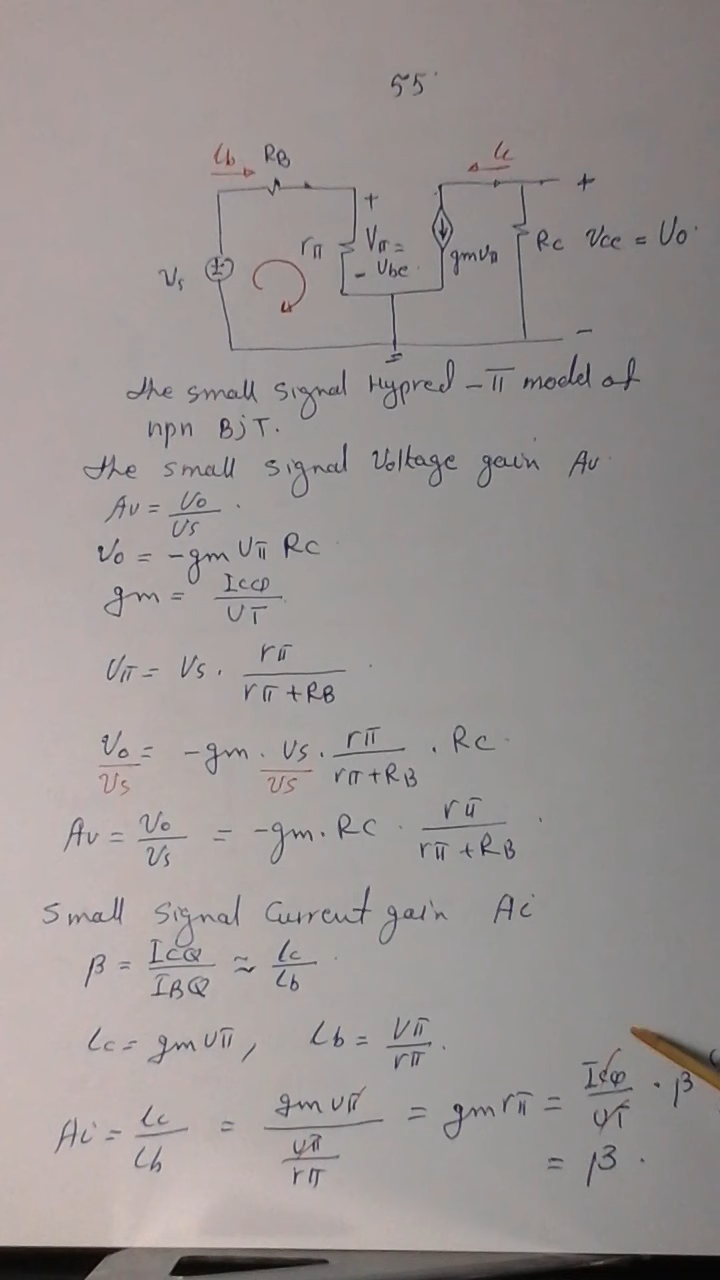 55
ib RB ic
+ +
rπ Vπ = gmVπ Rc Vce = Vo
Vs - Vbe
-
the small signal Hypred - π model of
npn BJT.
the small signal Voltage gain Av
Av = Vo / Vs .
Vo = -gm Vπ RC
gm = ICQ / VT
Vπ = Vs . rπ / rπ + RB .
Vo / Vs = -gm . Vs / Vs . rπ / rπ + RB . RC
Av = Vo / Vs = -gm . RC . rπ / rπ + RB .
Small Signal Current gain Ai
β = ICQ / IBQ ≈ ic / ib .
ic = gm Vπ , ib = Vπ / rπ .
Ai = ic / ib = gm Vπ / Vπ / rπ = gm rπ = ICQ / VT . β
= β .